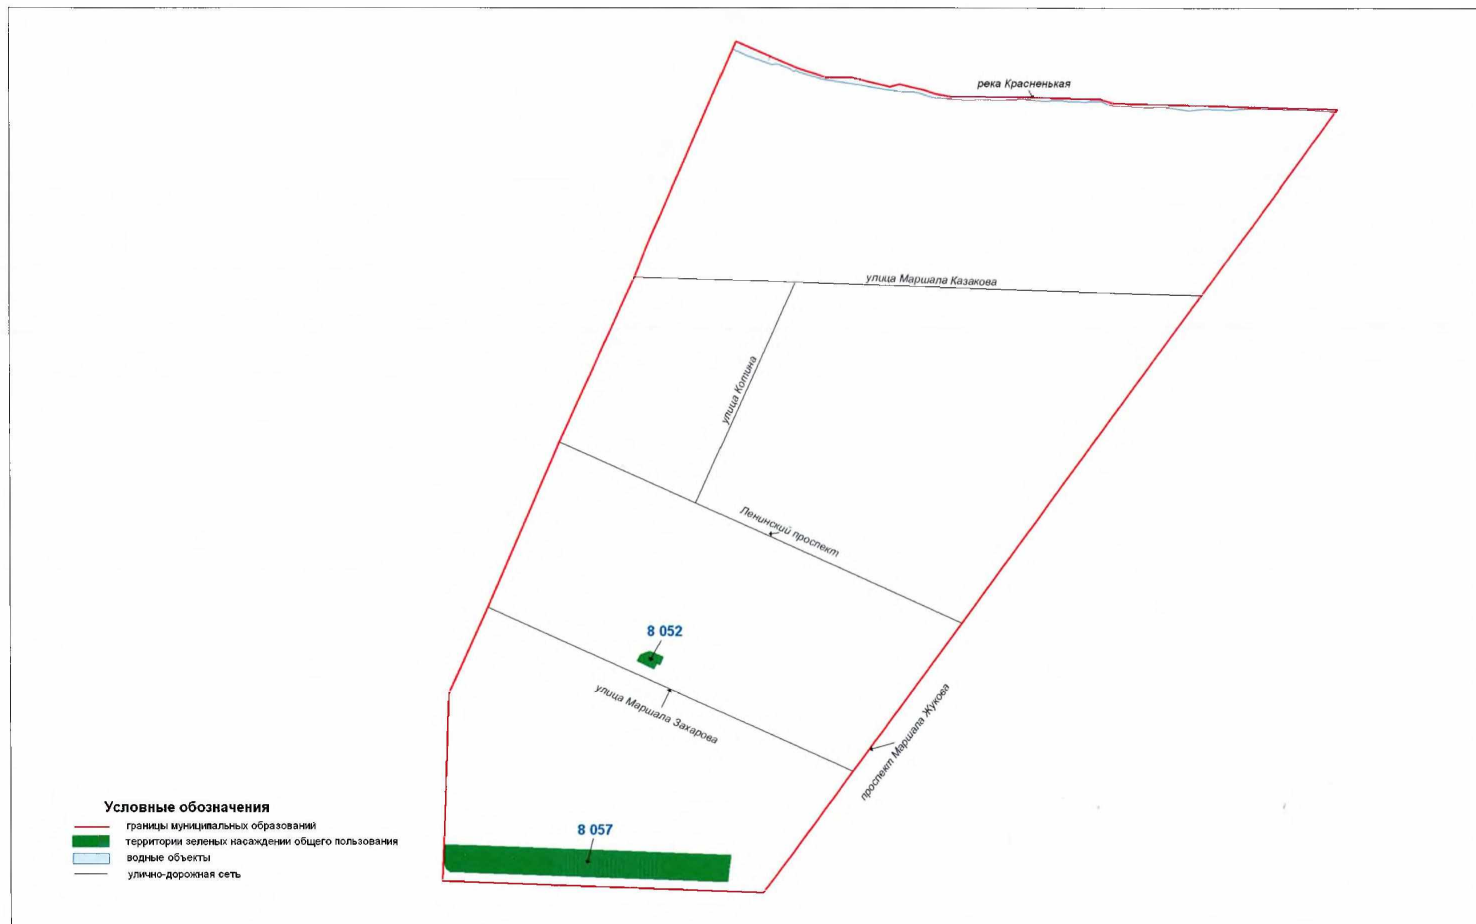 река Красненькая
улица Маршала Казакова
улица Котина
Ленинский проспект
8 052
улица Маршала Захарова
проспект Маршала Жукова
8 057
Условные обозначения
границы муниципальных образований
территории зеленых насаждении общего пользования
водные объекты
улично-дорожная сеть